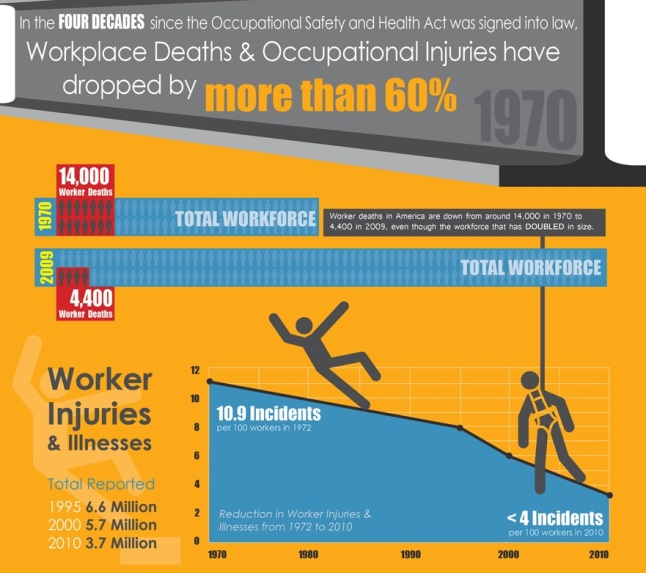 In the FOUR DECADES since the Occupational Safety and Health Act was signed into law,
Workplace Deaths & Occupational Injuries have
dropped by more than 60%
1970
14,000
Worker Deaths
1970
TOTAL WORKFORCE
Worker deaths in America are down from around 14,000 in 1970 to
4,400 in 2009, even though the workforce that has DOUBLED in size.
2009
TOTAL WORKFORCE
4,400
Worker Deaths
Worker
Injuries
& Illnesses
Total Reported
1995 6.6 Million
2000 5.7 Million
2010 3.7 Million
12
10
8
6
4
2
0
10.9 Incidents
per 100 workers in 1972
Reduction in Worker Injuries &
Illnesses from 1972 to 2010
< 4 Incidents
per 100 workers in 2010
1970 1980 1990 2000 2010